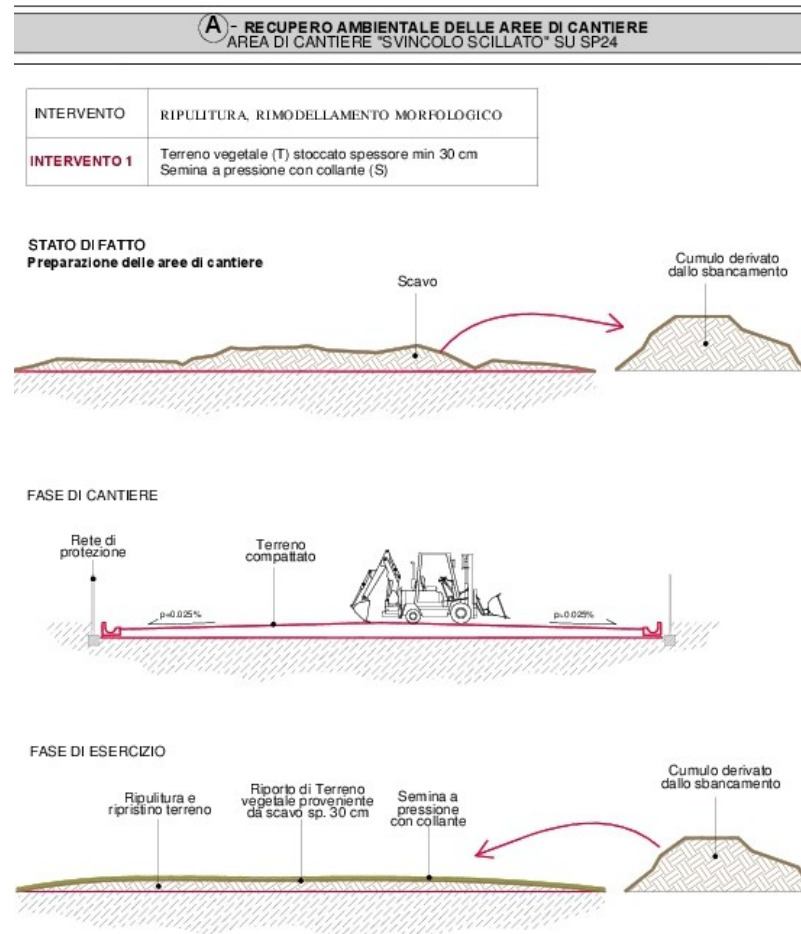 A - RECUPERO AMBIENTALE DELLE AREE DI CANTIERE
AREA DI CANTIERE "SVINCOLO SCILLATO" SU SP24
INTERVENTO
RIPULITURA, RIMODELLAMENTO MORFOLOGICO
INTERVENTO 1
Terreno vegetale (T) stoccato spessore min 30 cm
Semina a pressione con collante (S)
STATO DI FATTO
Preparazione delle aree di cantiere
Scavo
Cumulo derivato
dallo sbancamento
FASE DI CANTIERE
Rete di
protezione
Terreno
compattato
p=0.025%
p=0.025%
FASE DI ESERCIZIO
Ripulitura e
ripristino terreno
Riporto di Terreno
vegetale proveniente
da scavo sp. 30 cm
Semina a
pressione
con collante
Cumulo derivato
dallo sbancamento